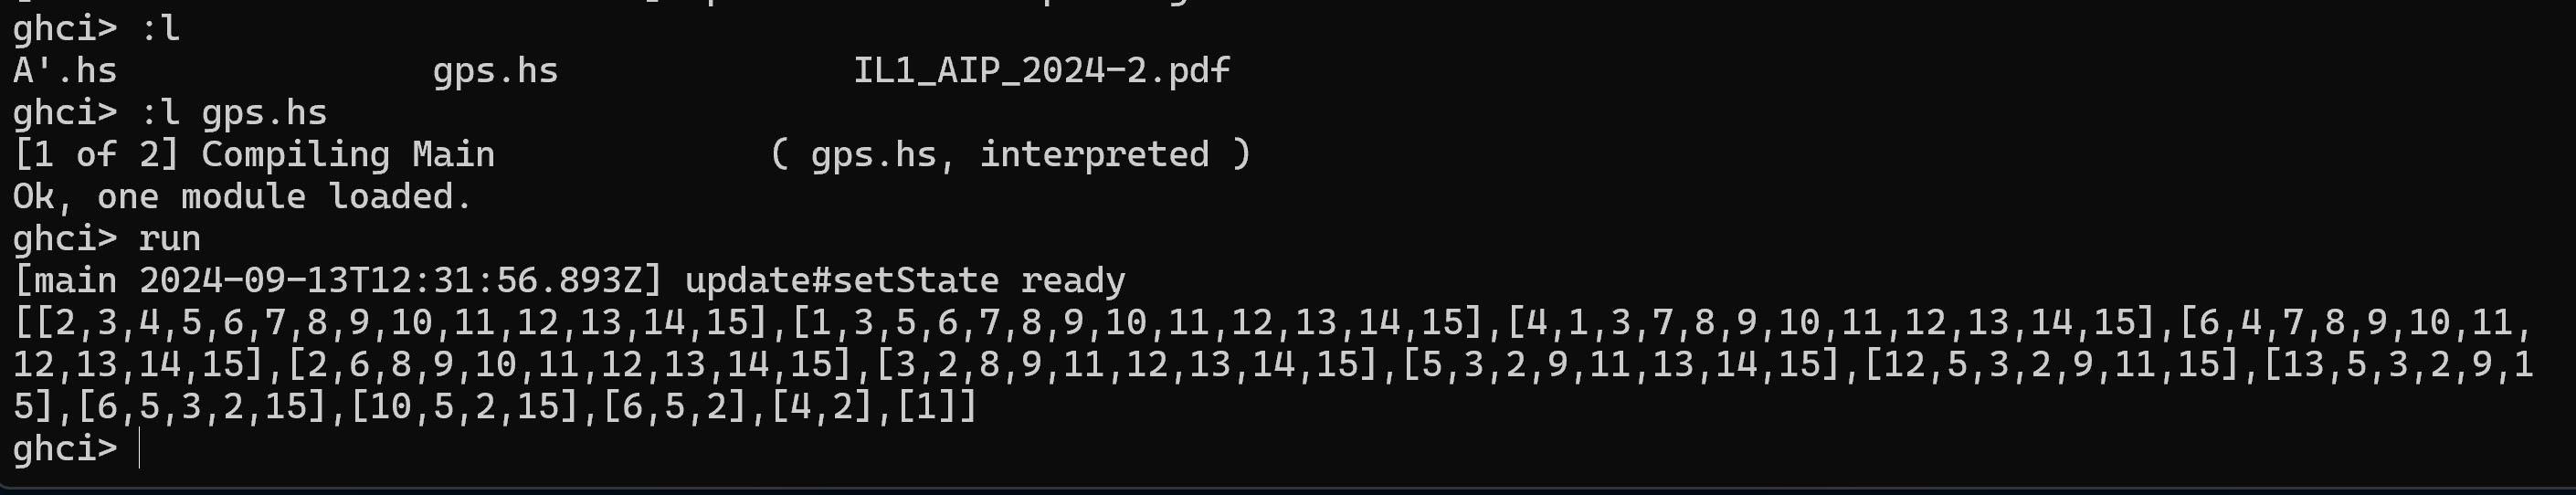 ghci> :l
A'.hs gps.hs IL1_AIP_2024-2.pdf
ghci> :l gps.hs
[1 of 2] Compiling Main ( gps.hs, interpreted )
Ok, one module loaded.
ghci> run
[main 2024-09-13T12:31:56.893Z] update#setState ready
[[2,3,4,5,6,7,8,9,10,11,12,13,14,15],[1,3,5,6,7,8,9,10,11,12,13,14,15],[4,1,3,7,8,9,10,11,12,13,14,15],[6,4,7,8,9,10,11,
12,13,14,15],[2,6,8,9,10,11,12,13,14,15],[3,2,8,9,11,12,13,14,15],[5,3,2,9,11,13,14,15],[12,5,3,2,9,11,15],[13,5,3,2,9,1
5],[6,5,3,2,15],[10,5,2,15],[6,5,2],[4,2],[1]]
ghci>